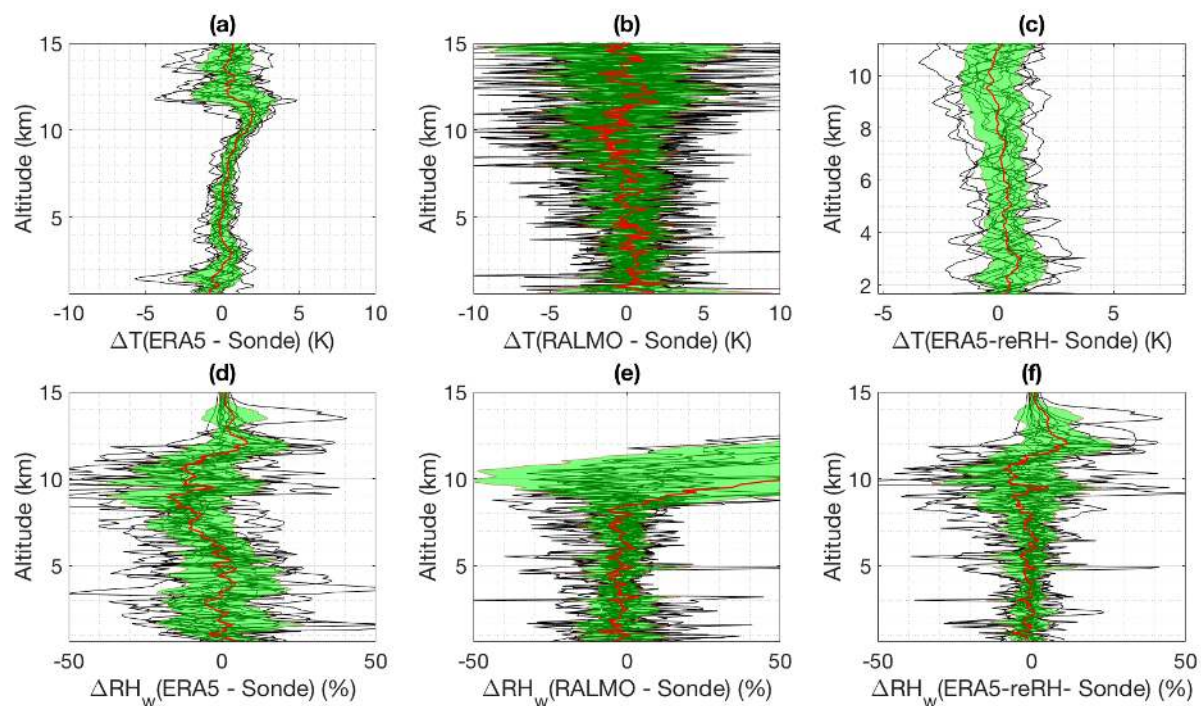 (a)
(b)
(c)
15
10
5
Altitude (km)
-10
-5
0
5
10
ΔT(ERA5 - Sonde) (K)
15
10
5
Altitude (km)
-10
-5
0
5
10
ΔT(RALMO - Sonde) (K)
10
8
6
4
2
Altitude (km)
-5
0
5
ΔT(ERA5-reRH- Sonde) (K)
(d)
(e)
(f)
15
10
5
Altitude (km)
-50
0
50
ΔRH_w(ERA5 - Sonde) (%)
15
10
5
Altitude (km)
-50
0
50
ΔRH_w(RALMO - Sonde) (%)
15
10
5
Altitude (km)
-50
0
50
ΔRH_w(ERA5-reRH- Sonde) (%)